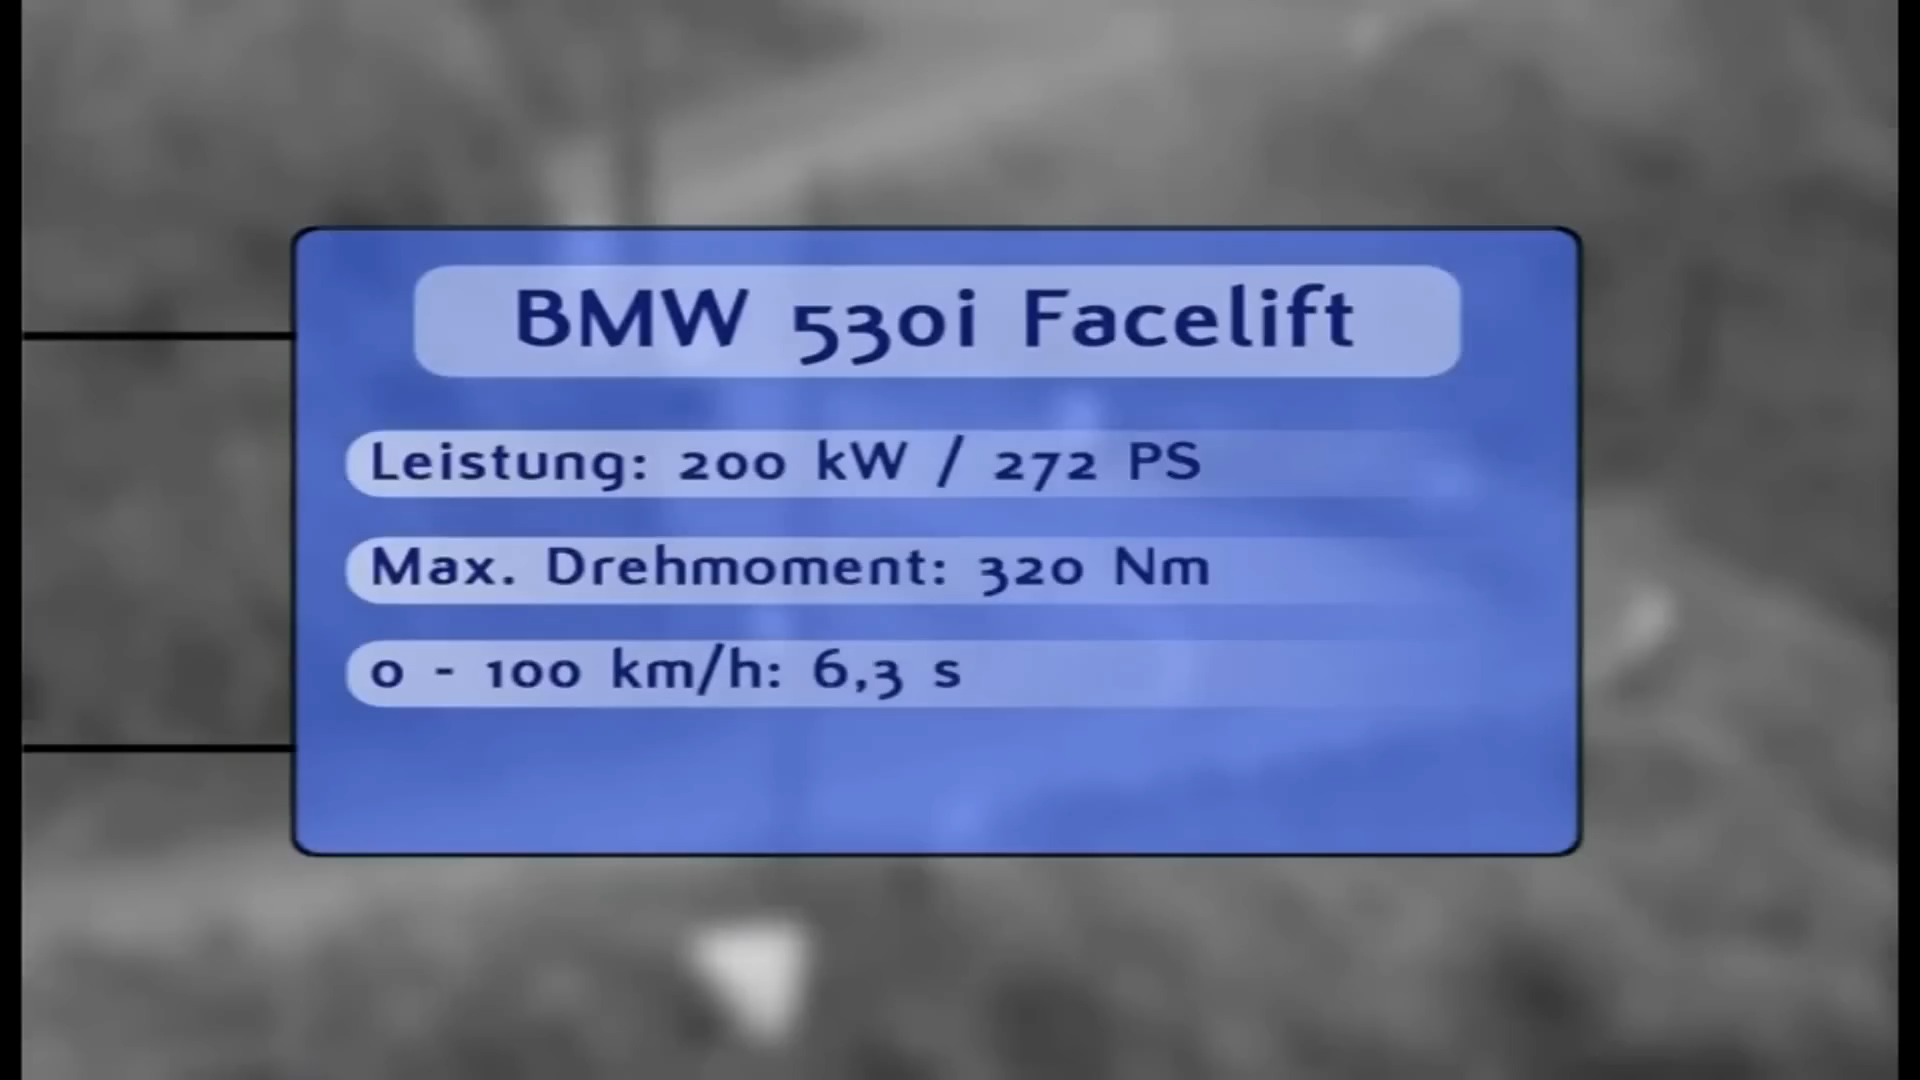 BMW 530i Facelift
Leistung: 200 kW / 272 PS
Max. Drehmoment: 320 Nm
0 - 100 km/h: 6,3 s